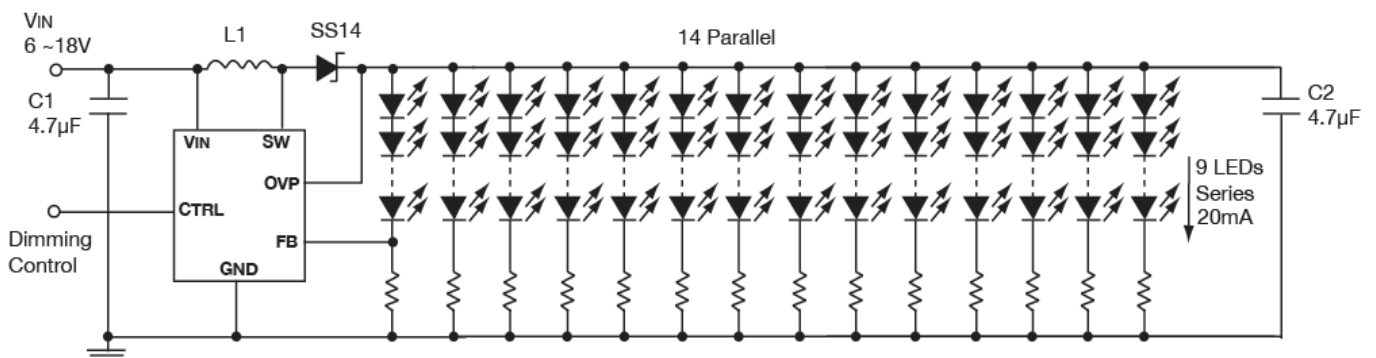 VIN
6 ~18V
L1
SS14
14 Parallel
C1
4.7µF
VIN
SW
OVP
CTRL
FB
GND
Dimming
Control
C2
4.7µF
9 LEDs
Series
20mA